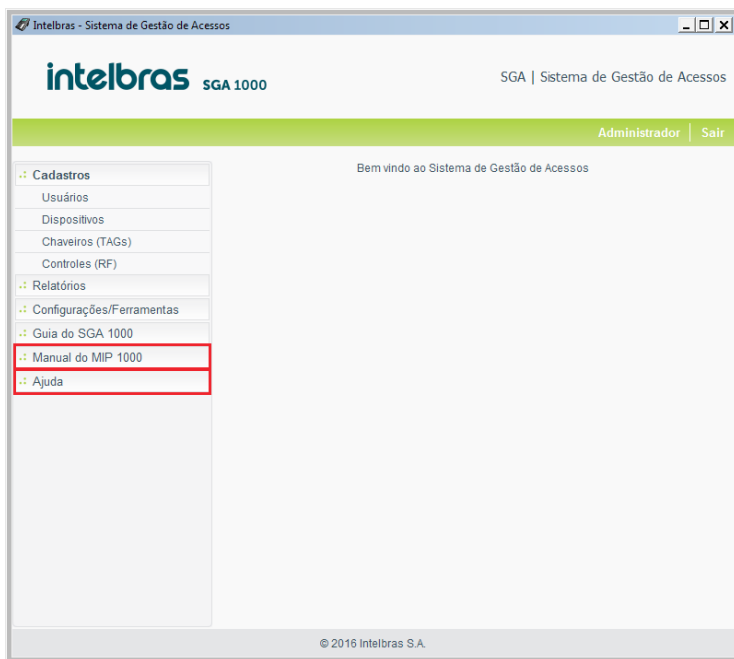 Intelbras - Sistema de Gestão de Acessos
intelbras SGA 1000
SGA | Sistema de Gestão de Acessos
Administrador | Sair
Cadastros
Usuários
Dispositivos
Chaveiros (TAGs)
Controles (RF)
Relatórios
Configurações/Ferramentas
Guia do SGA 1000
Manual do MIP 1000
Ajuda
Bem vindo ao Sistema de Gestão de Acessos
© 2016 Intelbras S.A.